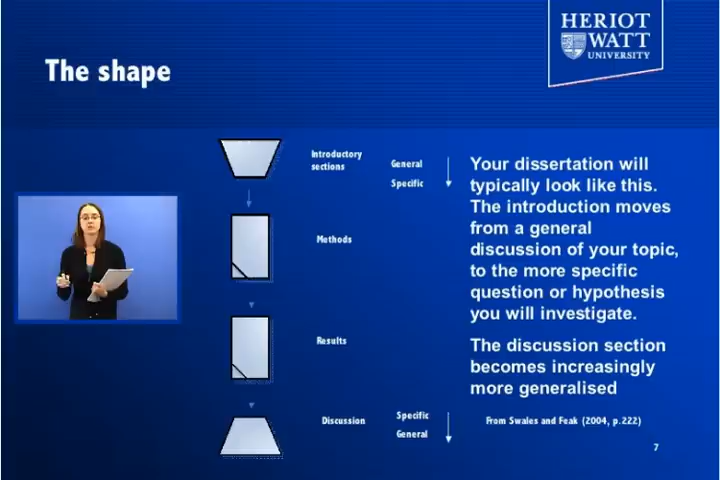 HERIOT
WATT
UNIVERSITY
The shape
Introductory
sections
General
Specific
Methods
Results
Discussion
Specific
General
Your dissertation will
typically look like this.
The introduction moves
from a general
discussion of your topic,
to the more specific
question or hypothesis
you will investigate.
The discussion section
becomes increasingly
more generalised
From Swales and Feak (2004, p.222)
7